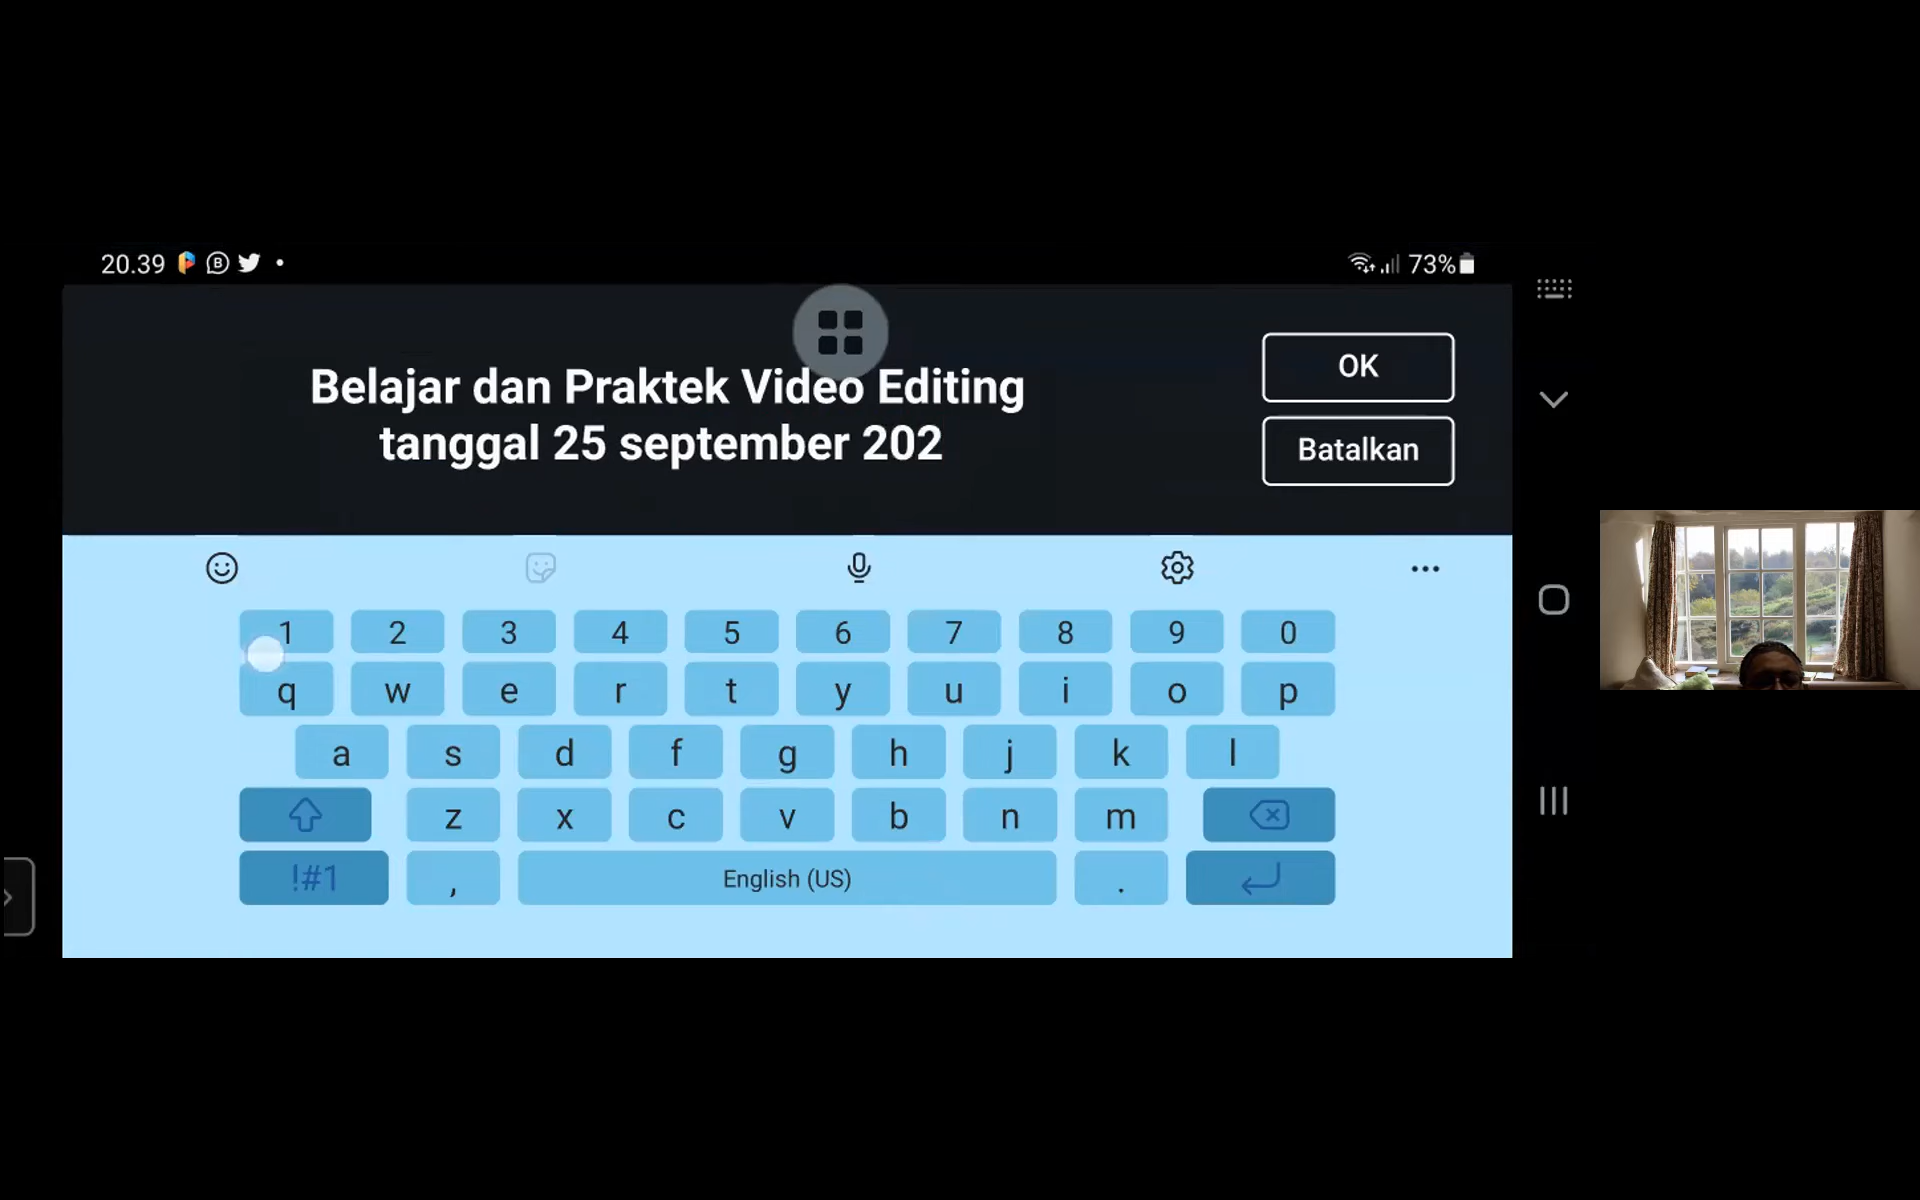 20.39
73%
Belajar dan Praktek Video Editing
tanggal 25 september 202
OK
Batalkan
1 2 3 4 5 6 7 8 9 0
q w e r t y u i o p
a s d f g h j k l
z x c v b n m
!#1 , English (US) .